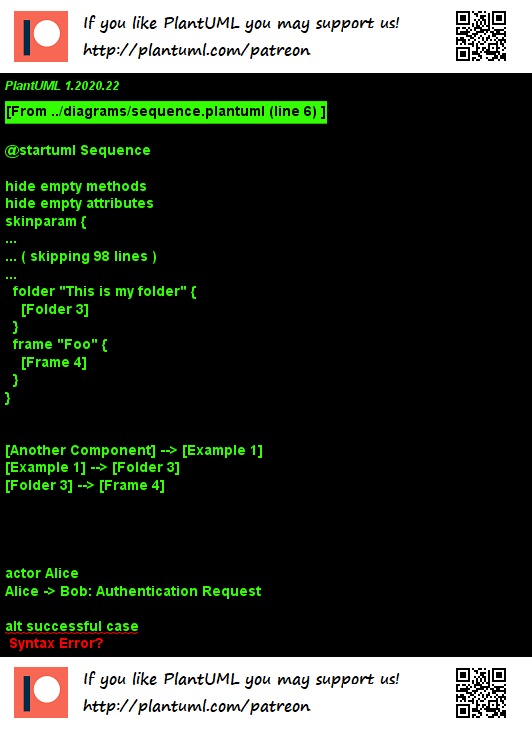 If you like PlantUML you may support us!
http://plantuml.com/patreon
PlantUML 1.2020.22
[From ../diagrams/sequence.plantuml (line 6) ]
@startuml Sequence
hide empty methods
hide empty attributes
skinparam {
...
... ( skipping 98 lines )
...
folder "This is my folder" {
[Folder 3]
}
frame "Foo" {
[Frame 4]
}
}
[Another Component] --> [Example 1]
[Example 1] --> [Folder 3]
[Folder 3] --> [Frame 4]
actor Alice
Alice -> Bob: Authentication Request
alt successful case
Syntax Error?
If you like PlantUML you may support us!
http://plantuml.com/patreon